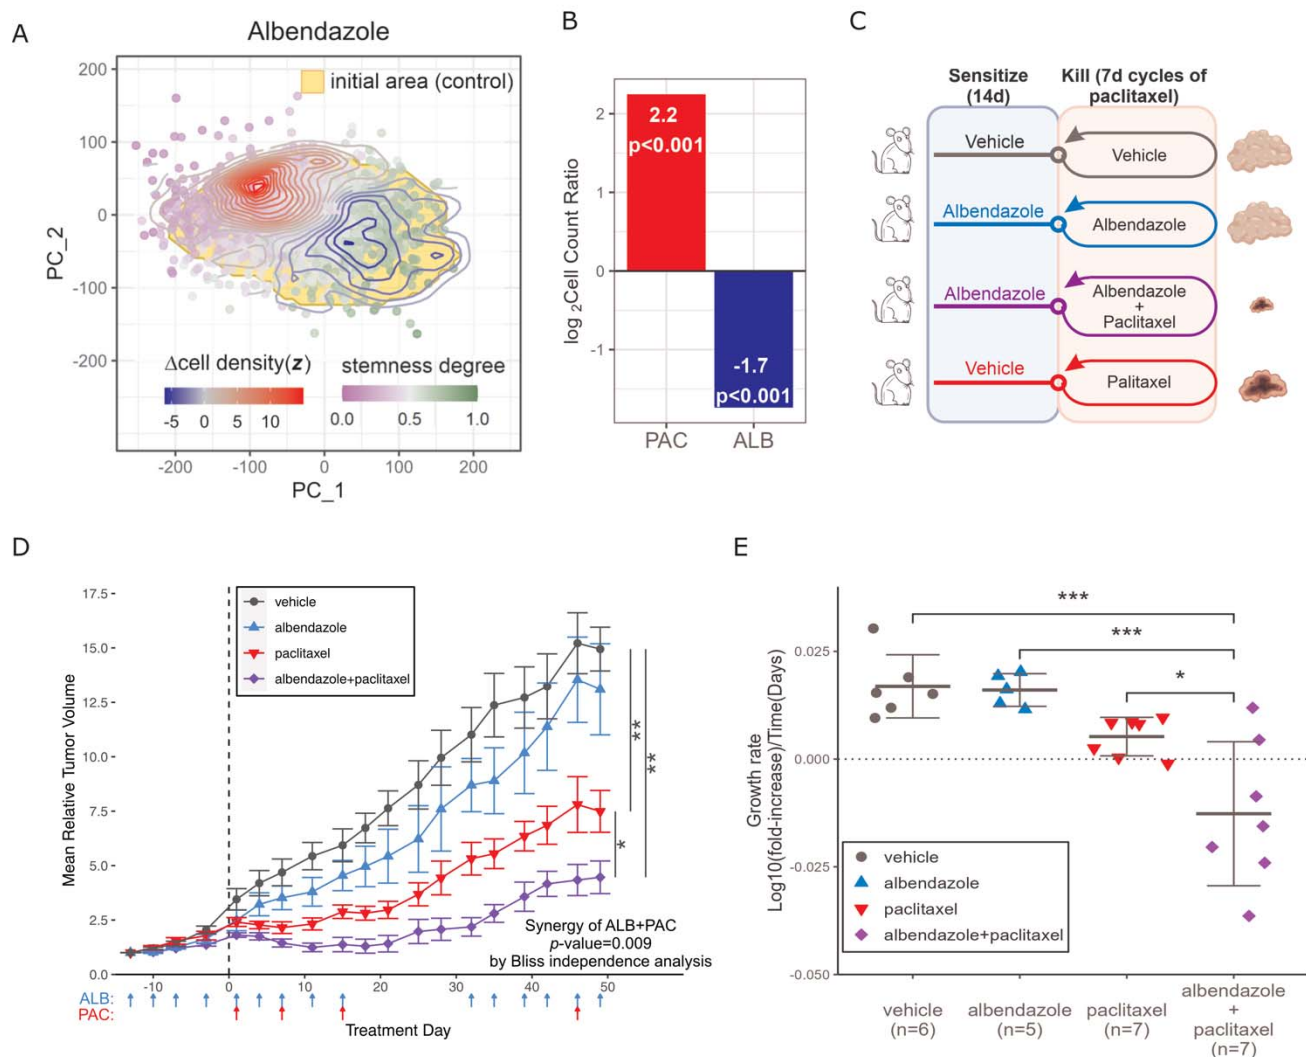 A
Albendazole
initial area (control)
200
100
0
-100
-200
PC_2
Δcell density(z)
-5 0 5 10
stemness degree
0.0 0.5 1.0
-200 -100 0 100 200
PC_1
B
log 2Cell Count Ratio
2
1
0
-1
2.2
p<0.001
-1.7
p<0.001
PAC ALB
C
Sensitize
(14d)
Kill (7d cycles of
paclitaxel)
Vehicle
Vehicle
Albendazole
Albendazole
Albendazole
Albendazole
+
Paclitaxel
Vehicle
Palitaxel
D
Mean Relative Tumor Volume
17.5
15.0
12.5
10.0
7.5
5.0
2.5
0.0
vehicle
albendazole
paclitaxel
albendazole+paclitaxel
**
**
*
Synergy of ALB+PAC
p-value=0.009
by Bliss independence analysis
-10 0 10 20 30 40 50
ALB:
PAC:
Treatment Day
E
Growth rate
Log10(fold-increase)/Time(Days)
0.025
0.000
-0.025
-0.050
***
***
*
vehicle
albendazole
paclitaxel
albendazole+paclitaxel
vehicle
(n=6)
albendazole
(n=5)
paclitaxel
(n=7)
albendazole
+
paclitaxel
(n=7)